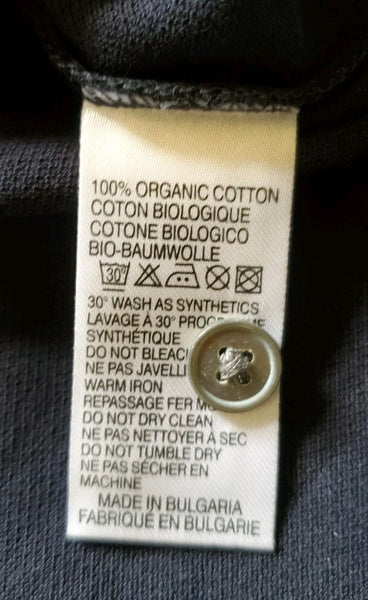 100% ORGANIC COTTON
COTON BIOLOGIQUE
COTONE BIOLOGICO
BIO-BAUMWOLLE
30°
30° WASH AS SYNTHETICS
LAVAGE À 30°
SYNTHÉTIQUE
DO NOT
NE PAS
WARM IRON
REPASSAGE FER
DO NOT DRY CLEAN
NE PAS NETTOYER À SEC
DO NOT TUMBLE DRY
NE PAS SÉCHER EN
MACHINE
MADE IN BULGARIA
FABRIQUÉ EN BULGARIE